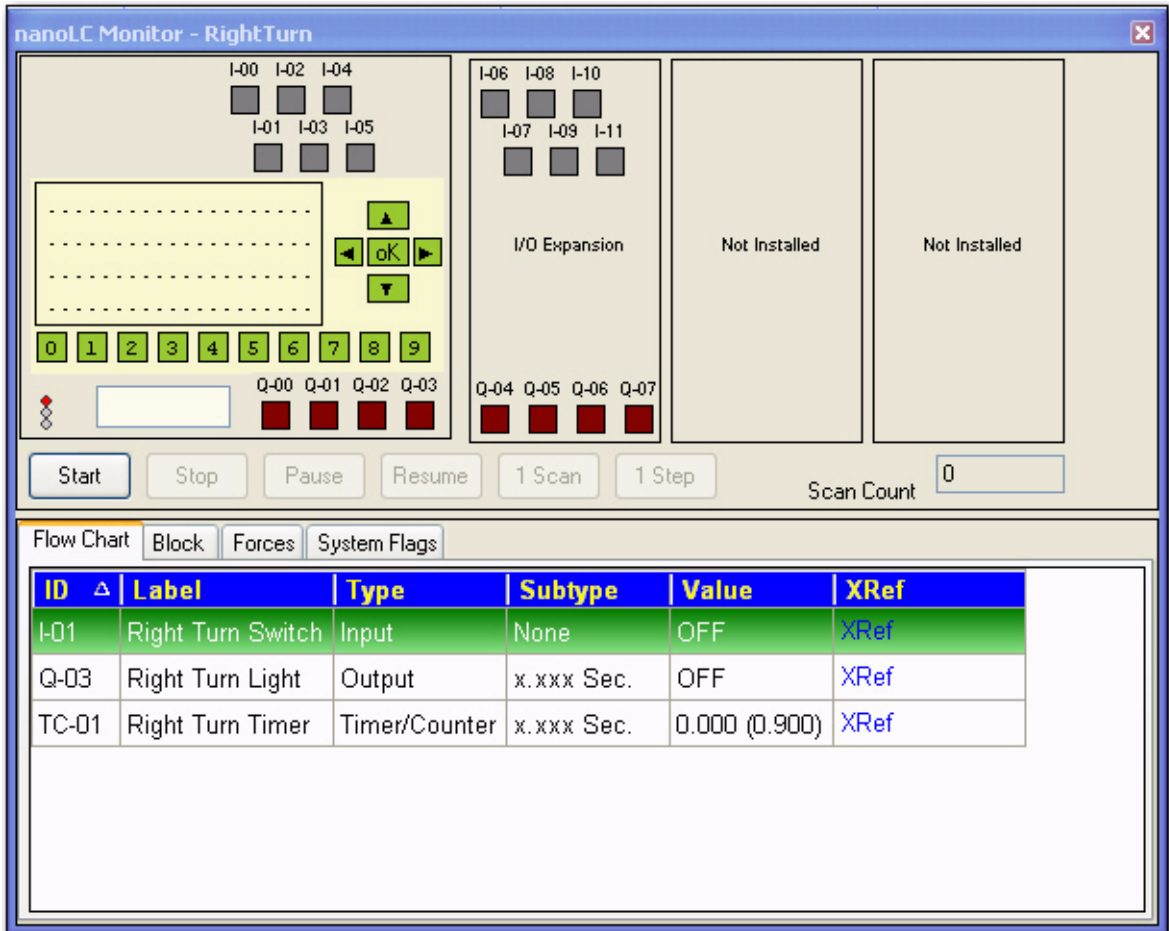 nanoLC Monitor - RightTurn
I-00 I-02 I-04
I-01 I-03 I-05
oK
0 1 2 3 4 5 6 7 8 9
Q-00 Q-01 Q-02 Q-03
I-06 I-08 I-10
I-07 I-09 I-11
I/O Expansion
Q-04 Q-05 Q-06 Q-07
Not Installed
Not Installed
Start Stop Pause Resume 1 Scan 1 Step Scan Count 0
Flow Chart Block Forces System Flags
ID Label Type Subtype Value XRef
I-01 Right Turn Switch Input None OFF XRef
Q-03 Right Turn Light Output x.xxx Sec. OFF XRef
TC-01 Right Turn Timer Timer/Counter x.xxx Sec. 0.000 (0.900) XRef